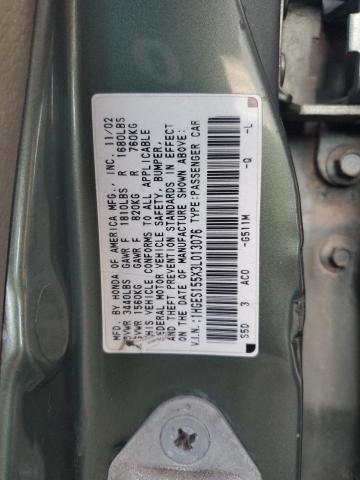 MFD. BY HONDA OF AMERICA MFG., INC. 11/02
GVWR 3440LBS GAWR F 1810LBS R 1680LBS
GVWR 1560KG GAWR F 820KG R 760KG
THIS VEHICLE CONFORMS TO ALL APPLICABLE
FEDERAL MOTOR VEHICLE SAFETY, BUMPER,
AND THEFT PREVENTION STANDARDS IN EFFECT
ON THE DATE OF MANUFACTURE SHOWN ABOVE.
V.I.N.: 1HGES155X3L013076 TYPE:PASSENGER CAR
S5D 3 AC0 -G511M -Q -L